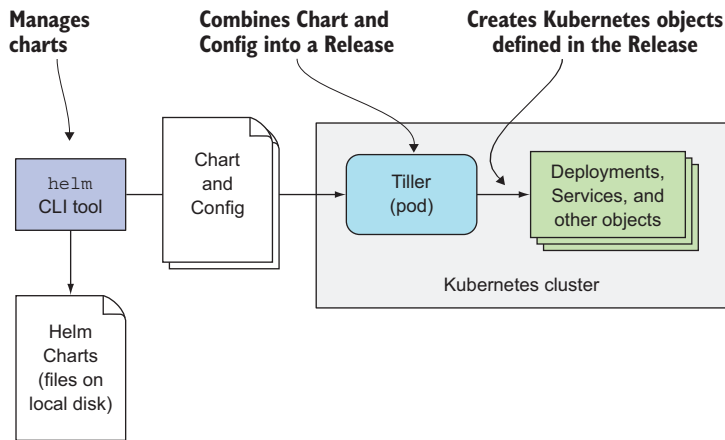 Manages
charts
Combines Chart and
Config into a Release
Creates Kubernetes objects
defined in the Release
helm
CLI tool
Chart
and
Config
Tiller
(pod)
Deployments,
Services, and
other objects
Kubernetes cluster
Helm
Charts
(files on
local disk)